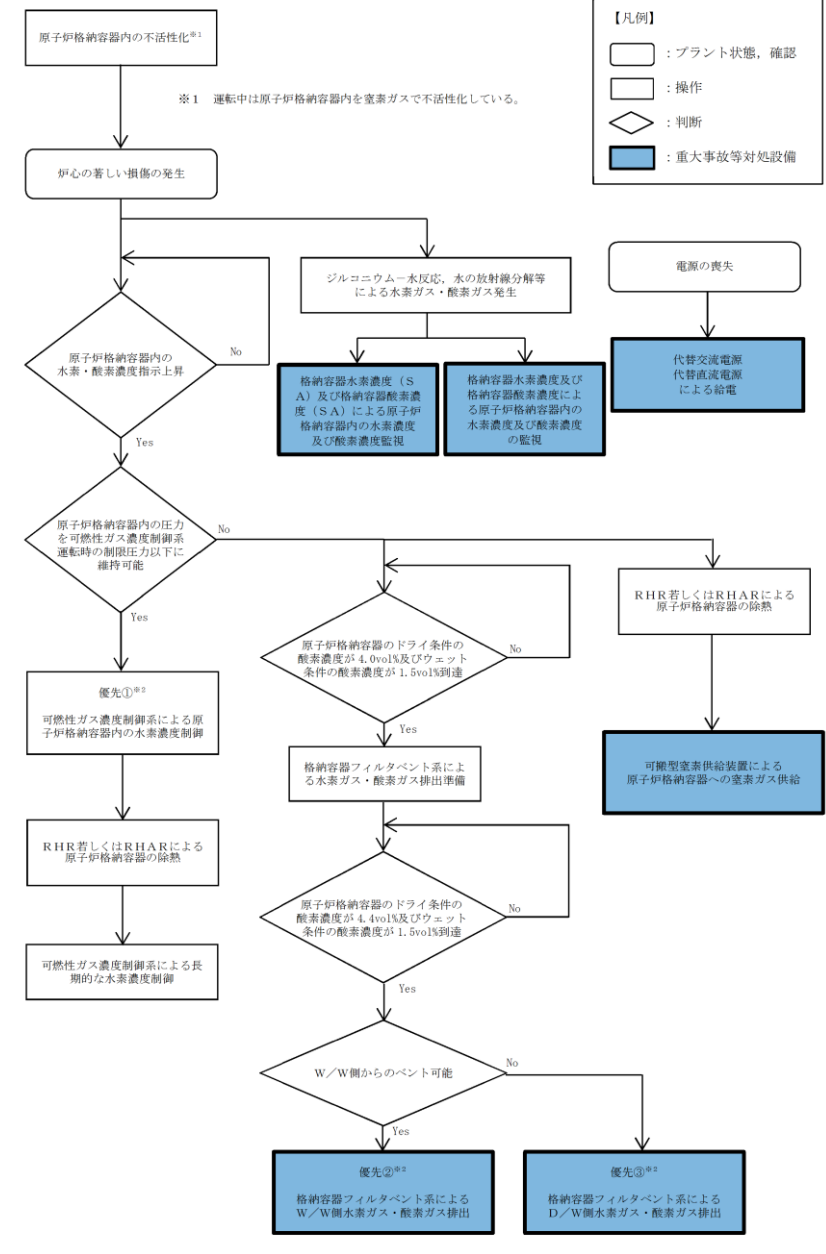 原子炉格納容器内の不活性化※1
【凡例】
：プラント状態，確認
：操作
：判断
：重大事故等対処設備
※１　運転中は原子炉格納容器内を窒素ガスで不活性化している。
炉心の著しい損傷の発生
ジルコニウム－水反応，水の放射線分解等
による水素ガス・酸素ガス発生
電源の喪失
原子炉格納容器内の
水素・酸素濃度指示上昇
No
Yes
格納容器水素濃度（Ｓ
Ａ）及び格納容器酸素濃
度（ＳＡ）による原子炉
格納容器内の水素濃度
及び酸素濃度監視
格納容器水素濃度及び
格納容器酸素濃度によ
る原子炉格納容器内の
水素濃度及び酸素濃度
の監視
代替交流電源
代替直流電源
による給電
原子炉格納容器内の圧力
を可燃性ガス濃度制御系
運転時の制限圧力以下に
維持可能
No
Yes
原子炉格納容器のドライ条件の
酸素濃度が 4.0vol%及びウェット
条件の酸素濃度が 1.5vol%到達
No
Yes
ＲＨＲ若しくはＲＨＡＲによる
原子炉格納容器の除熱
優先①※2
可燃性ガス濃度制御系による原
子炉格納容器内の水素濃度制御
格納容器フィルタベント系によ
る水素ガス・酸素ガス排出準備
可搬型窒素供給装置による
原子炉格納容器への窒素ガス供給
ＲＨＲ若しくはＲＨＡＲによる
原子炉格納容器の除熱
原子炉格納容器のドライ条件の
酸素濃度が 4.4vol%及びウェット
条件の酸素濃度が 1.5vol%到達
No
Yes
可燃性ガス濃度制御系による長
期的な水素濃度制御
Ｗ／Ｗ側からのベント可能
No
Yes
優先②※2
格納容器フィルタベント系による
Ｗ／Ｗ側水素ガス・酸素ガス排出
優先③※2
格納容器フィルタベント系による
Ｄ／Ｗ側水素ガス・酸素ガス排出